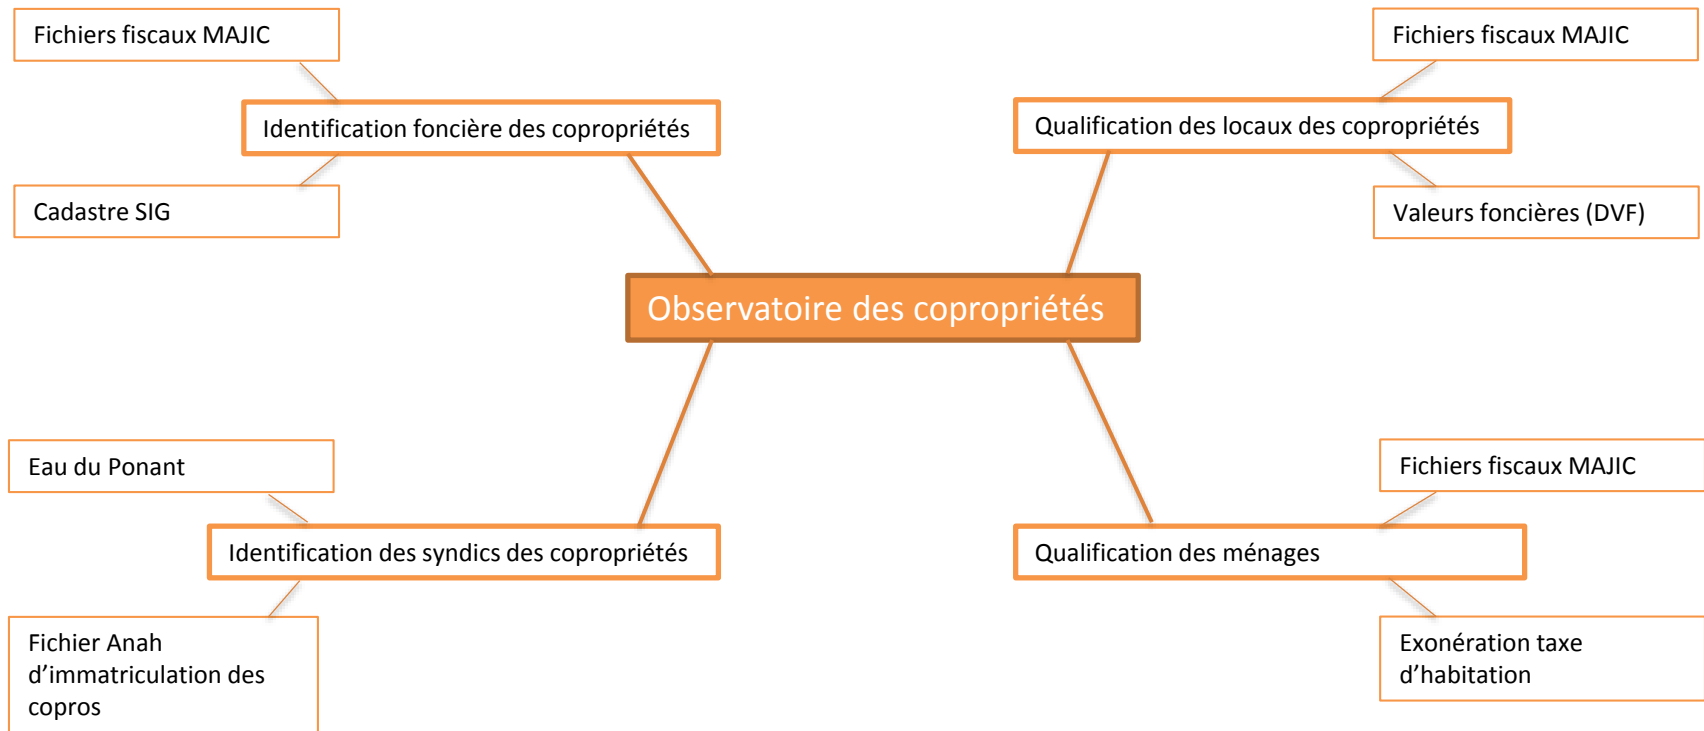 Fichiers fiscaux MAJIC
Fichiers fiscaux MAJIC
Identification foncière des copropriétés
Qualification des locaux des copropriétés
Cadastre SIG
Valeurs foncières (DVF)
Observatoire des copropriétés
Eau du Ponant
Fichiers fiscaux MAJIC
Identification des syndics des copropriétés
Qualification des ménages
Fichier Anah
d’immatriculation des
copros
Exonération taxe
d’habitation